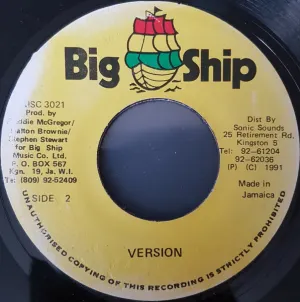 Big Ship
JSC 3021
Prod. by
Freddie McGregor/
Dalton Brownie/
Stephen Stewart
for Big Ship
Music Co. Ltd.
P. O. BOX 567
Kgn. 19, Ja. W.I.
Te: (809) 92-52409
SIDE 2
Dist By
Sonic Sounds
25 Retirement Rd.
Kingston 5
Tel: 92-61204
92-62036
(P) (C) 1991
Made in
Jamaica
VERSION
UNAUTHORISED COPYING OF THIS RECORDING IS STRICTLY PROHIBITED